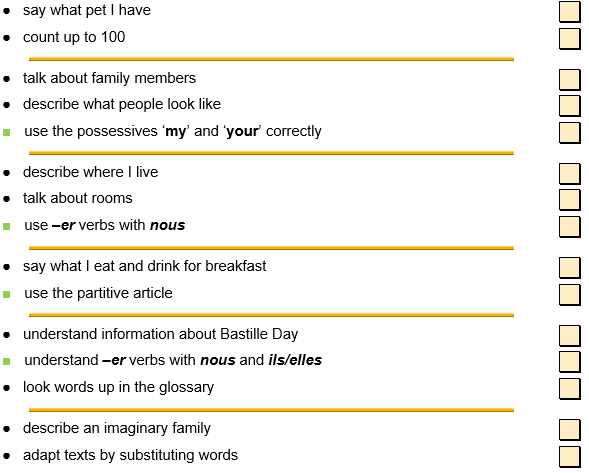 say what pet I have
count up to 100
talk about family members
describe what people look like
use the possessives ‘my’ and ‘your’ correctly
describe where I live
talk about rooms
use –er verbs with nous
say what I eat and drink for breakfast
use the partitive article
understand information about Bastille Day
understand –er verbs with nous and ils/elles
look words up in the glossary
describe an imaginary family
adapt texts by substituting words